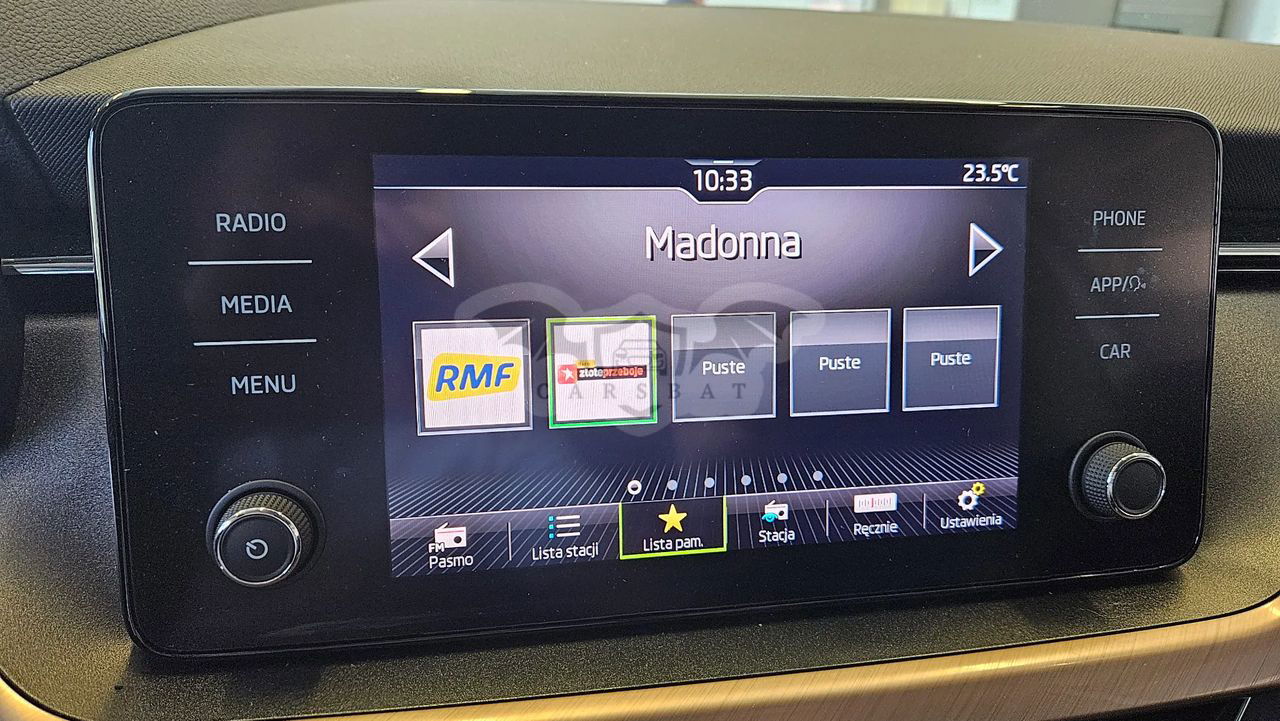 10:33
23.5°C
RADIO
MEDIA
MENU
Madonna
PHONE
APP/
CAR
RMF
złoteprzeboje
Puste
Puste
Puste
CARSBAT
FM
Pasmo
Lista stacji
Lista pam.
Stacja
Ręcznie
Ustawienia